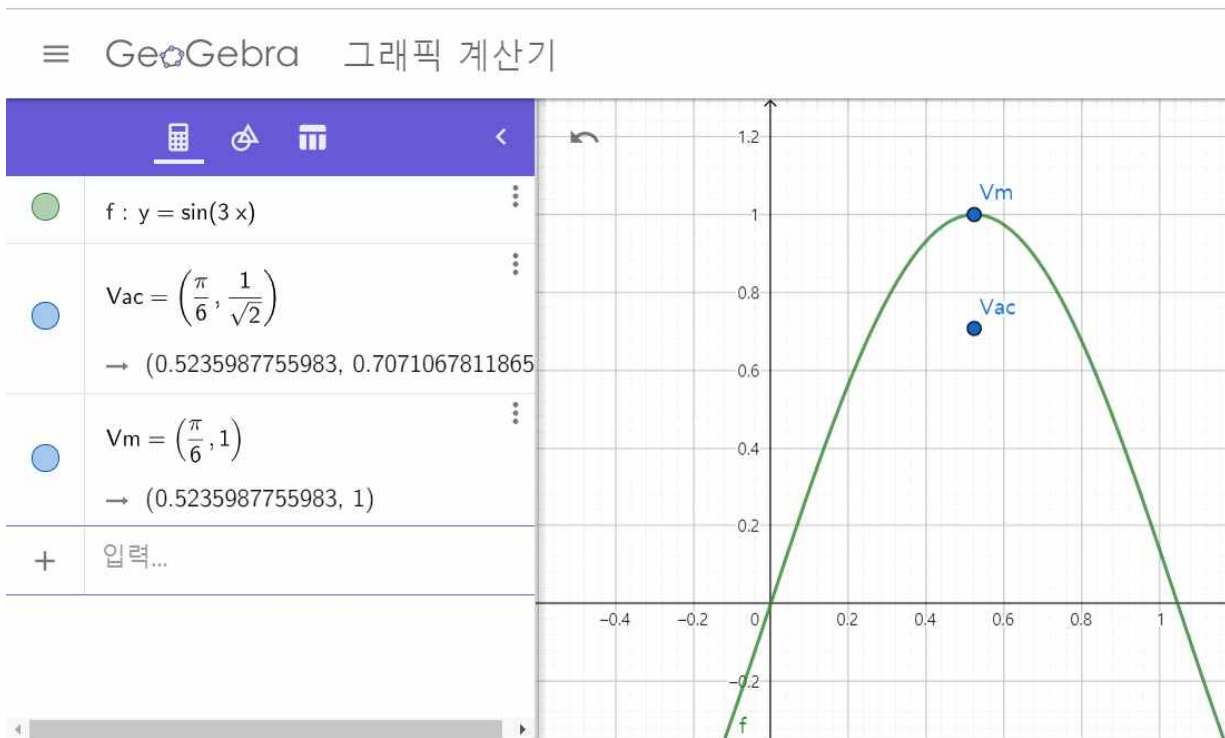 GeoGebra 그래픽 계산기
f : y = sin(3 x)
Vac = (π/6, 1/√2)
→ (0.5235987755983, 0.7071067811865
Vm = (π/6, 1)
→ (0.5235987755983, 1)
+ 입력...
1.2
Vm
1
0.8
Vac
0.6
0.4
0.2
−0.4 −0.2 0 0.2 0.4 0.6 0.8 1
−0.2
f